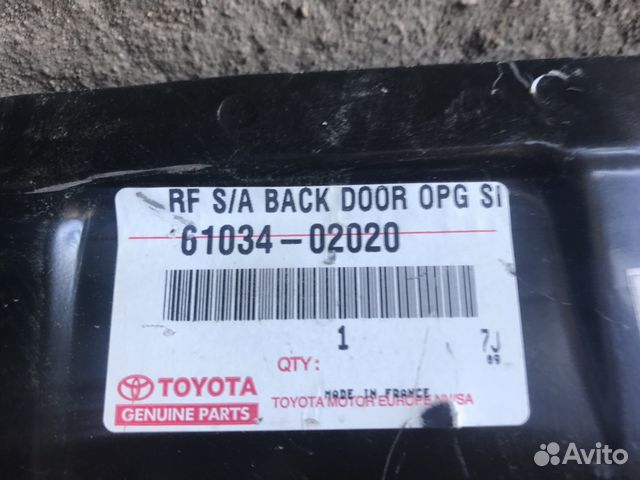 RF S/A BACK DOOR OPG SI
61034-02020
1
7J
09
QTY:
TOYOTA
GENUINE PARTS
MADE IN FRANCE
TOYOTA MOTOR EUROPE NV/SA
Avito